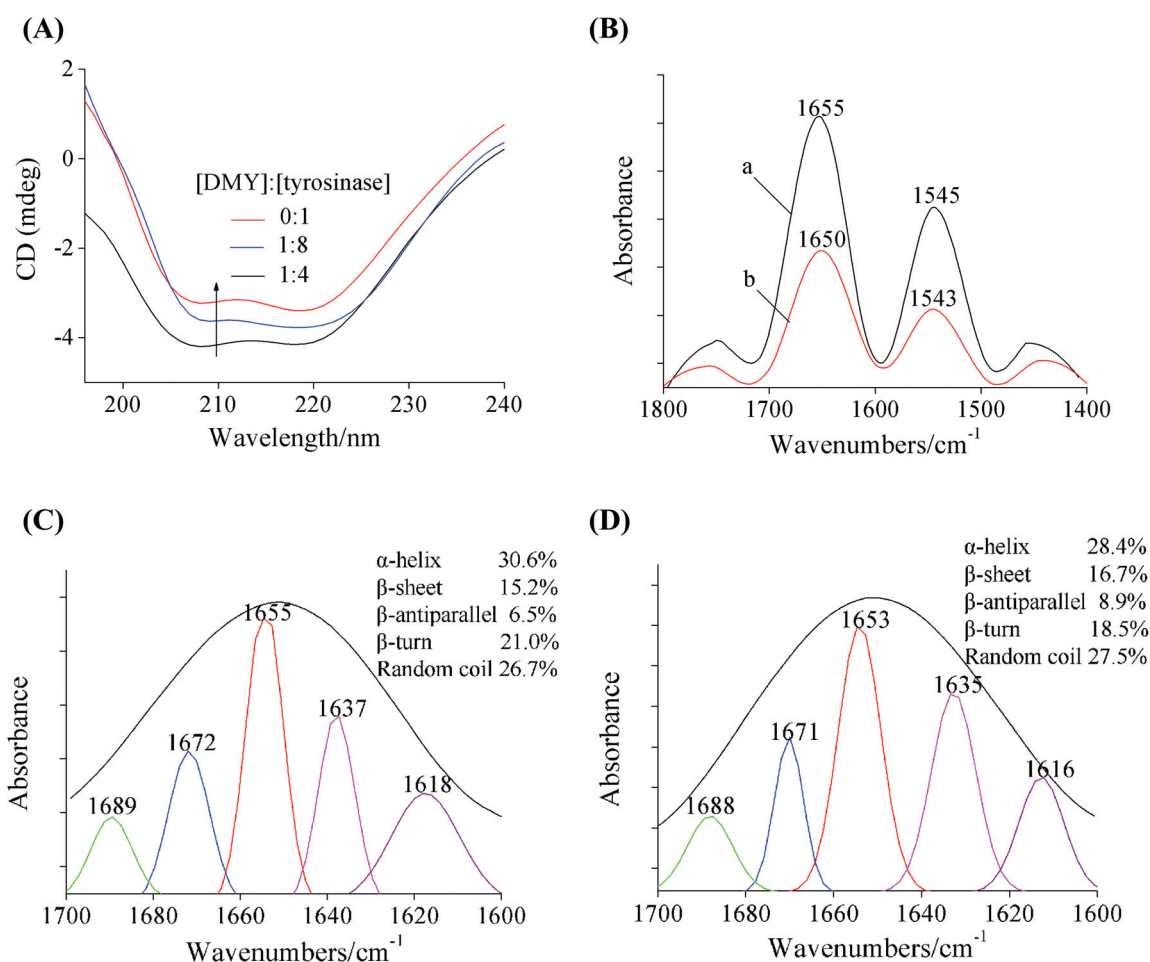 (A)
2
0
-2
-4
CD (mdeg)
[DMY]:[tyrosinase]
0:1
1:8
1:4
200 210 220 230 240
Wavelength/nm
(B)
1655
a
1545
1650
b
1543
Absorbance
1800 1700 1600 1500 1400
Wavenumbers/cm⁻¹
(C)
α-helix 30.6%
β-sheet 15.2%
β-antiparallel 6.5%
β-turn 21.0%
Random coil 26.7%
1655
1637
1672
1618
1689
Absorbance
1700 1680 1660 1640 1620 1600
Wavenumbers/cm⁻¹
(D)
α-helix 28.4%
β-sheet 16.7%
β-antiparallel 8.9%
β-turn 18.5%
Random coil 27.5%
1653
1635
1671
1616
1688
Absorbance
1700 1680 1660 1640 1620 1600
Wavenumbers/cm⁻¹